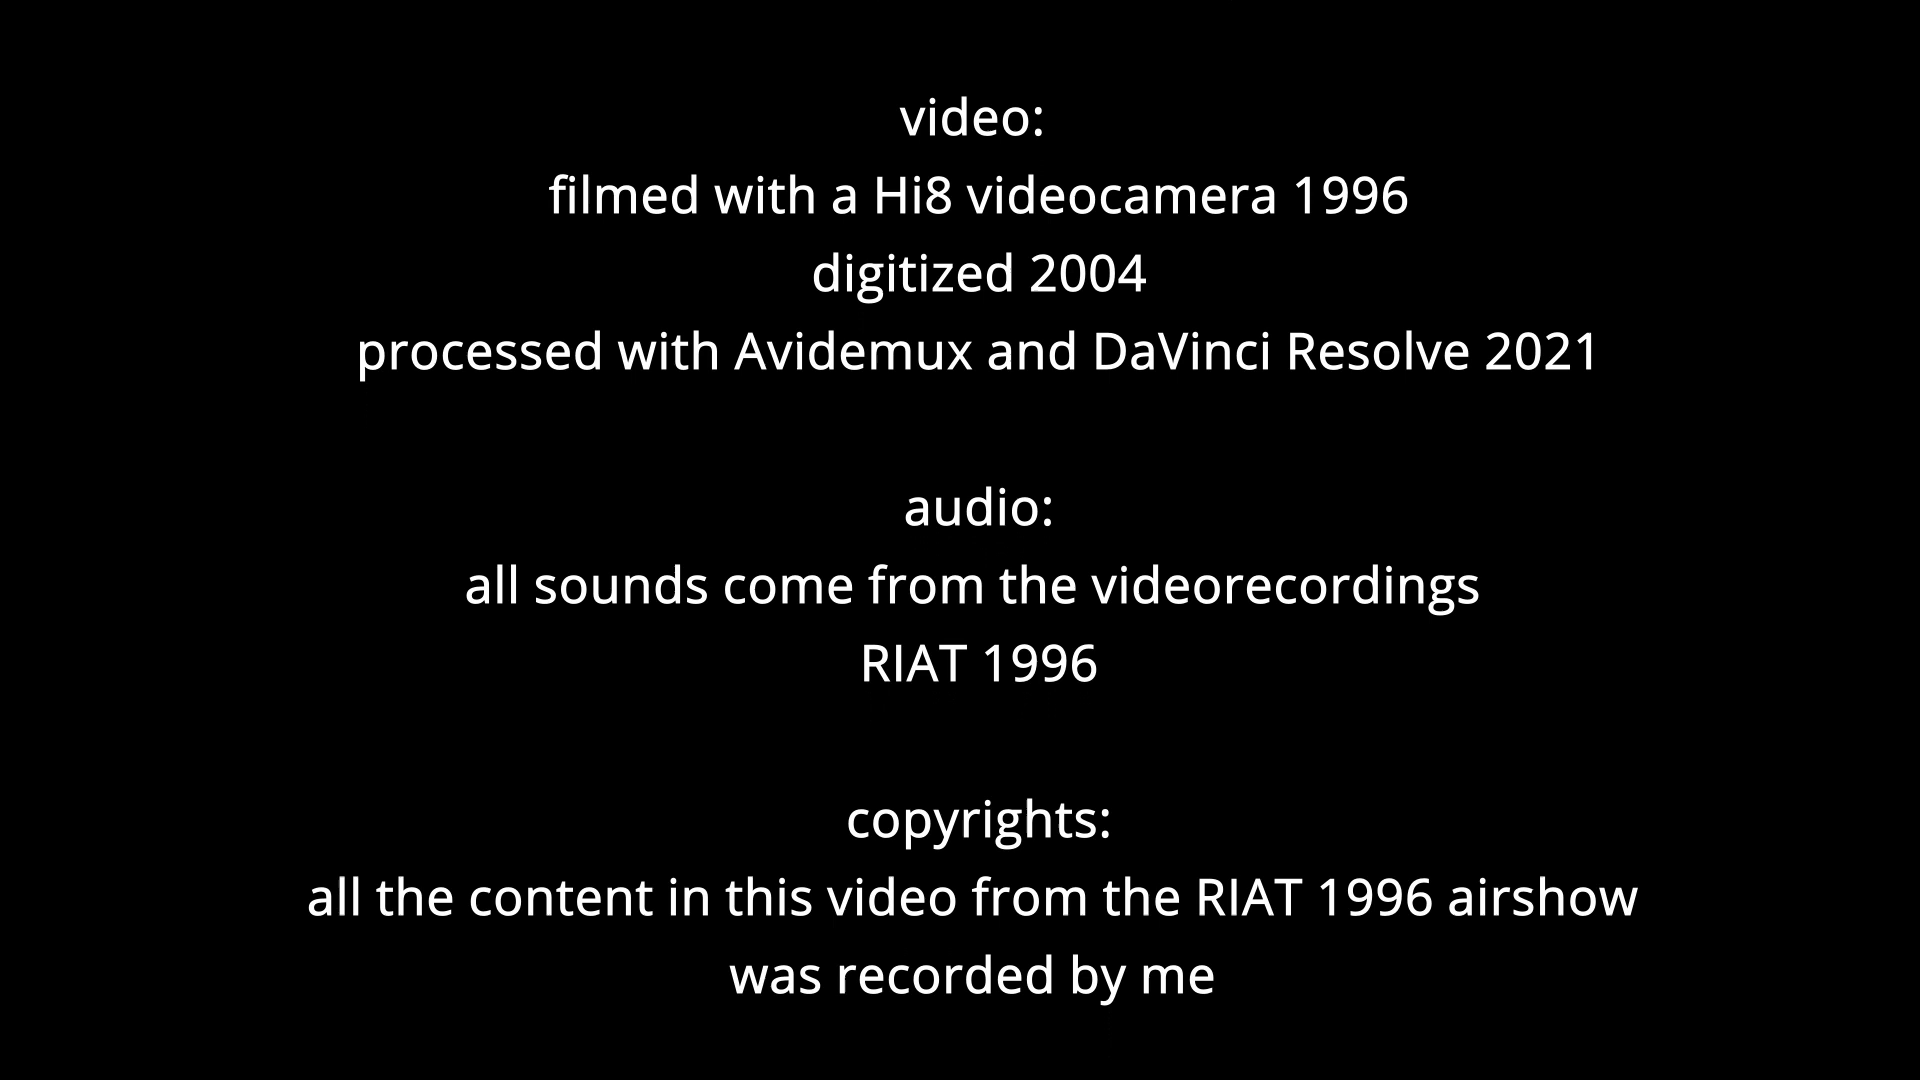 video:
filmed with a Hi8 videocamera 1996
digitized 2004
processed with Avidemux and DaVinci Resolve 2021
audio:
all sounds come from the videorecordings
RIAT 1996
copyrights:
all the content in this video from the RIAT 1996 airshow
was recorded by me